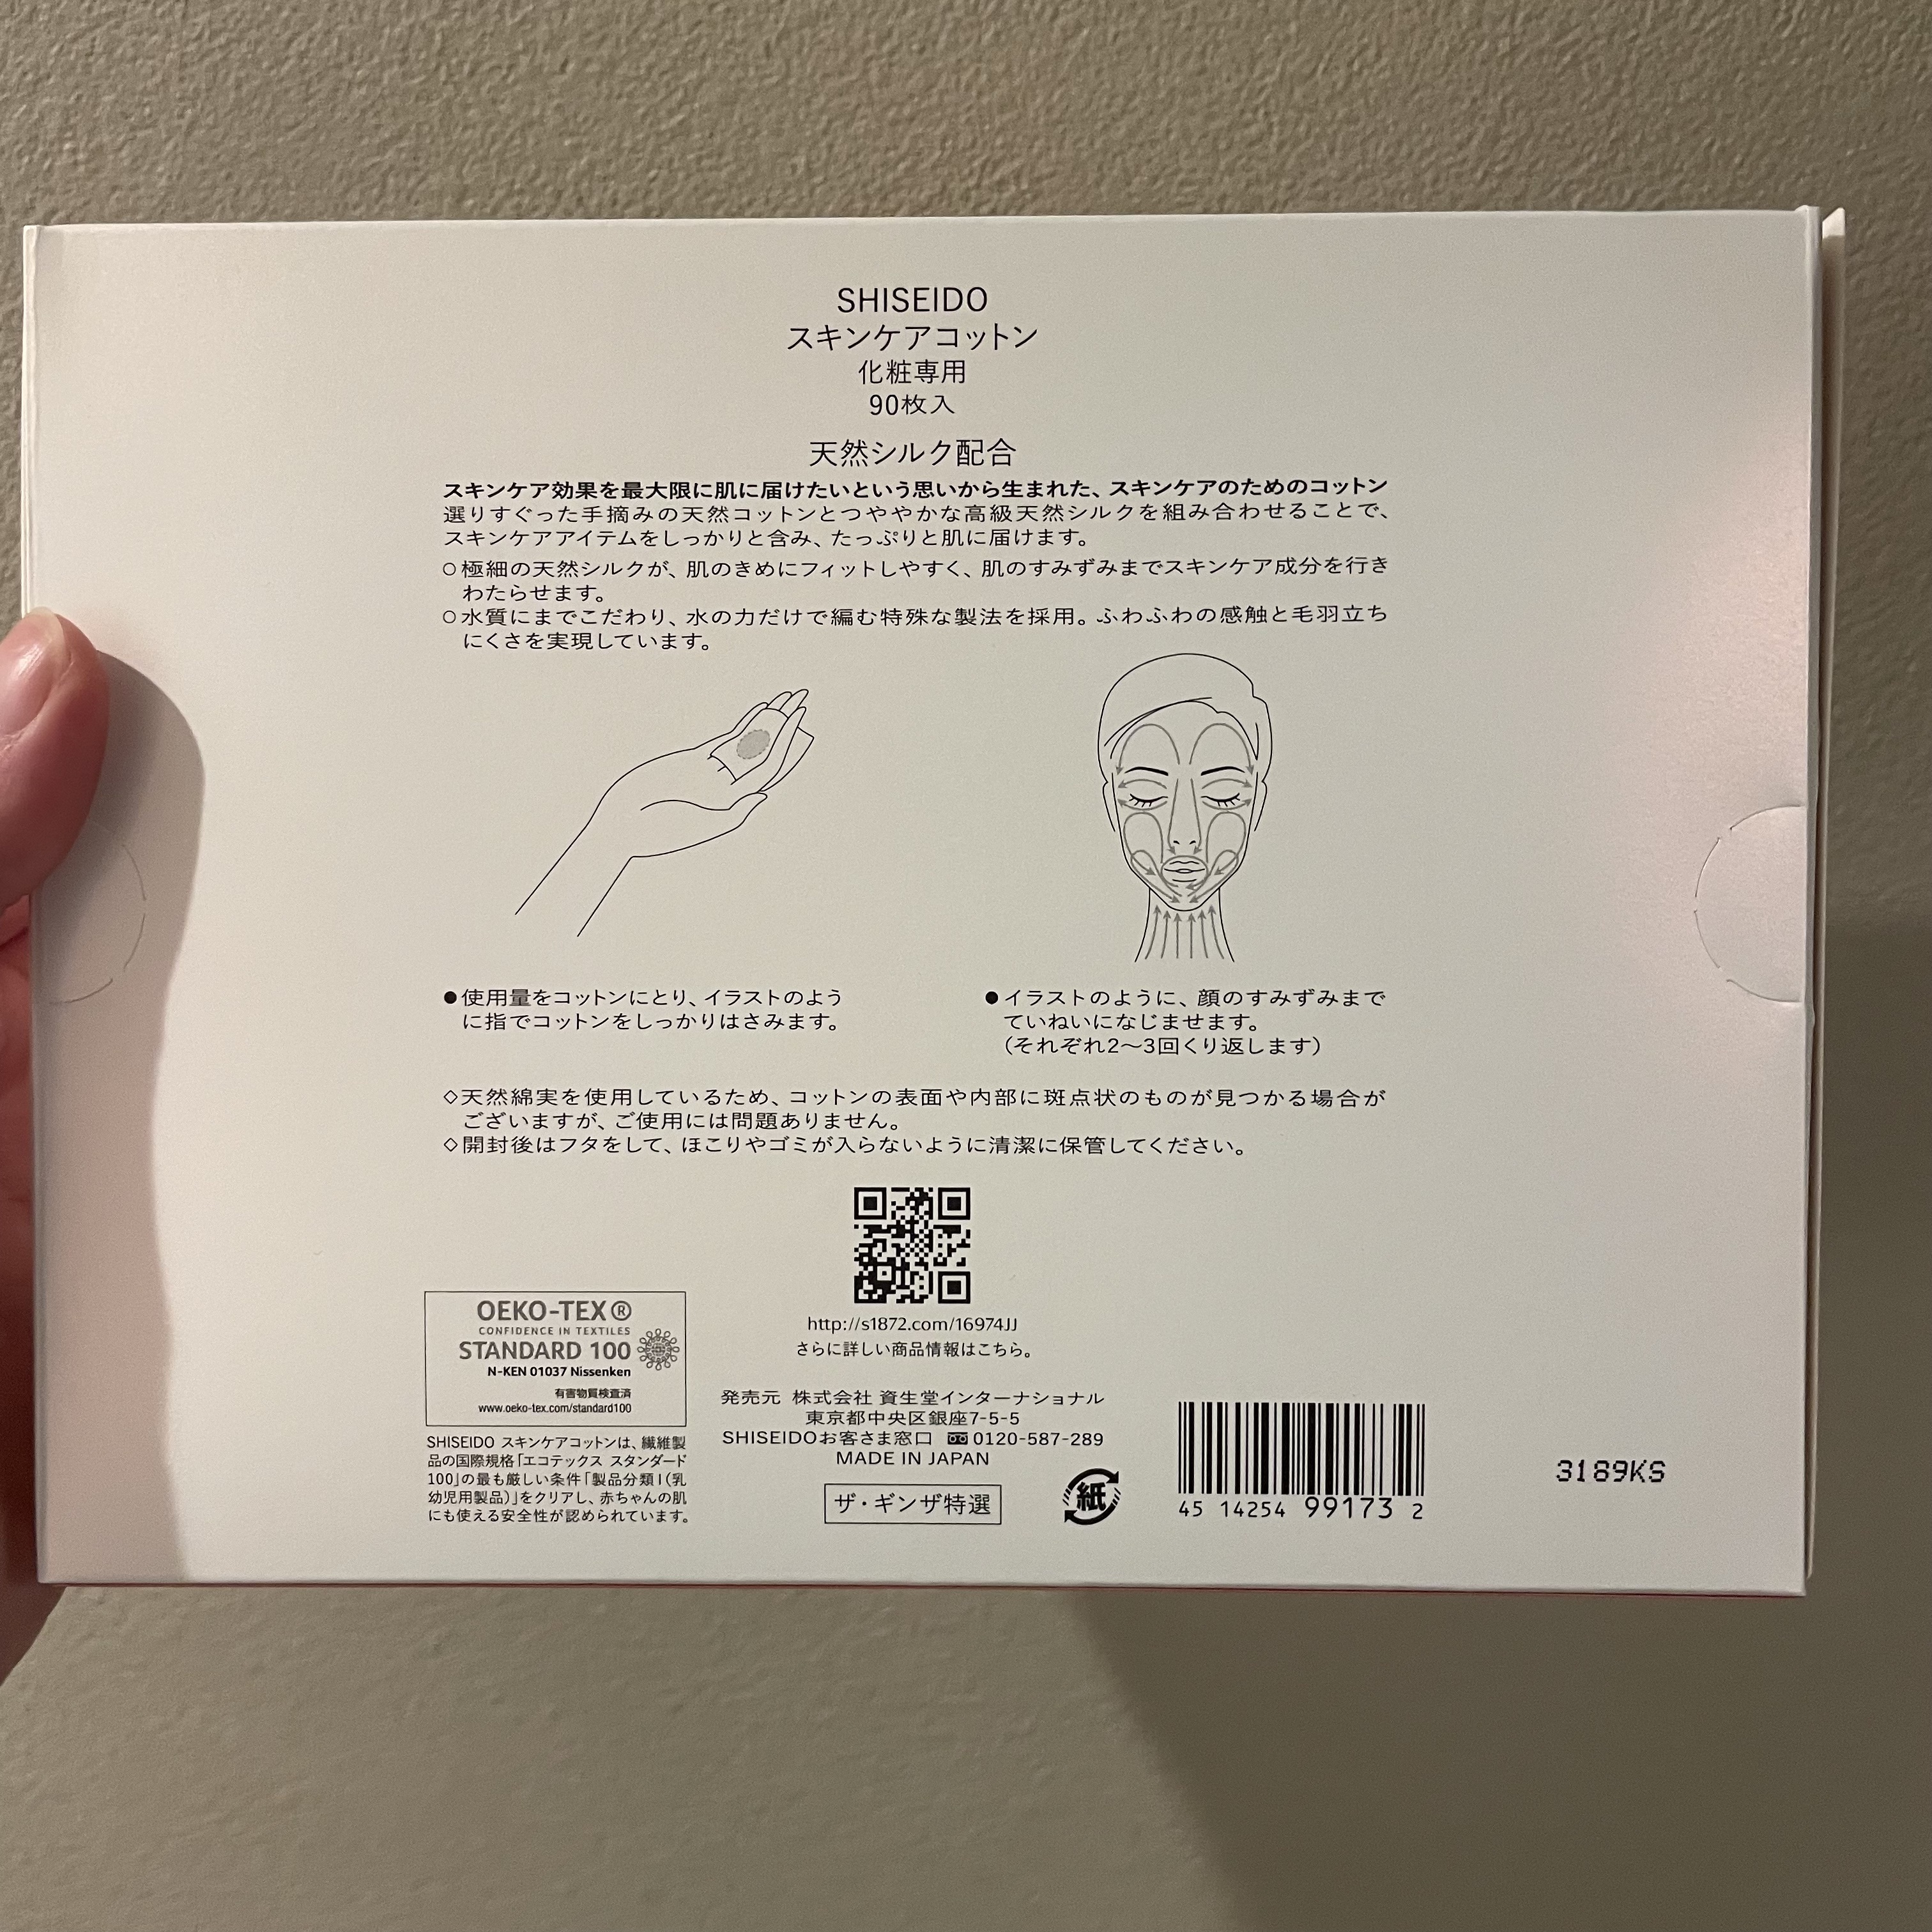 SHISEIDO
スキンケアコットン
化粧専用
90枚入
天然シルク配合
スキンケア効果を最大限に肌に届けたいという思いから生まれた、スキンケアのためのコットン
選りすぐった手摘みの天然コットンとつややかな高級天然シルクを組み合わせることで、
スキンケアアイテムをしっかりと含み、たっぷりと肌に届けます。
○極細の天然シルクが、肌のきめにフィットしやすく、肌のすみずみまでスキンケア成分を行き
わたらせます。
○水質にまでこだわり、水の力だけで編む特殊な製法を採用。ふわふわの感触と毛羽立ち
にくさを実現しています。
●使用量をコットンにとり、イラストのよう
に指でコットンをしっかりはさみます。
●イラストのように、顔のすみずみまで
ていねいになじませます。
(それぞれ2〜3回くり返します)
◇天然綿実を使用しているため、コットンの表面や内部に斑点状のものが見つかる場合が
ございますが、ご使用には問題ありません。
◇開封後はフタをして、ほこりやゴミが入らないように清潔に保管してください。
http://s1872.com/16974JJ
さらに詳しい商品情報はこちら。
OEKO-TEX®
CONFIDENCE IN TEXTILES
STANDARD 100
N-KEN 01037 Nissenken
有害物質検査済
www.oeko-tex.com/standard100
SHISEIDO スキンケアコットンは、繊維製
品の国際規格「エコテックス スタンダード
100」の最も厳しい条件「製品分類Ⅰ(乳
幼児用製品)」をクリアし、赤ちゃんの肌
にも使える安全性が認められています。
発売元 株式会社 資生堂インターナショナル
東京都中央区銀座7-5-5
SHISEIDOお客さま窓口 0120-587-289
MADE IN JAPAN
ザ・ギンザ特選
紙
45 14254 99173 2
3189KS